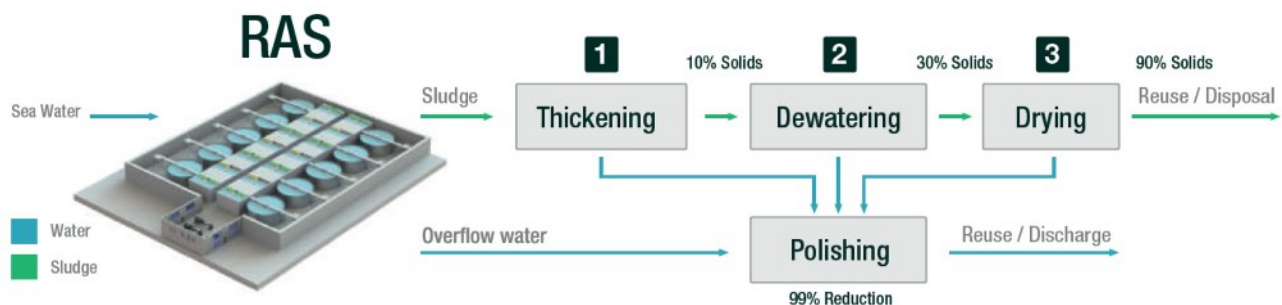 RAS
1
2
3
10% Solids
30% Solids
90% Solids
Sea Water
Sludge
Thickening
Dewatering
Drying
Reuse / Disposal
Water
Sludge
Overflow water
Polishing
Reuse / Discharge
99% Reduction